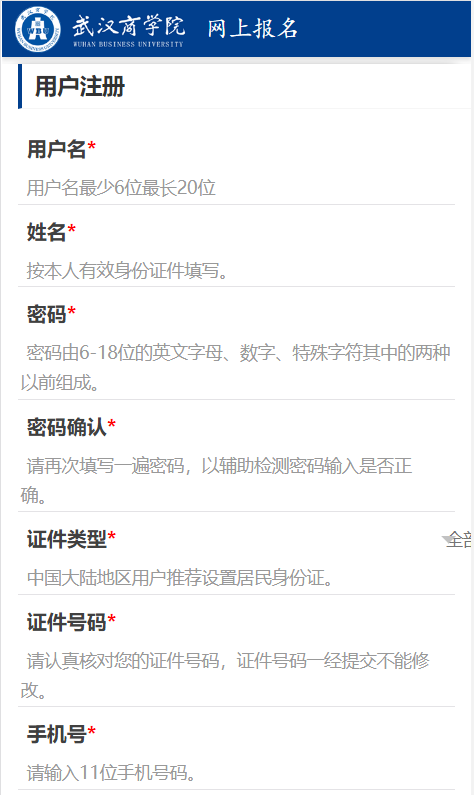 武汉商学院
WBU
武汉商学院 网上报名
WUHAN BUSINESS UNIVERSITY
用户注册
用户名*
用户名最少6位最长20位
姓名*
按本人有效身份证件填写。
密码*
密码由6-18位的英文字母、数字、特殊字符其中的两种
以前组成。
密码确认*
请再次填写一遍密码，以辅助检测密码输入是否正
确。
证件类型*
全部
中国大陆地区用户推荐设置居民身份证。
证件号码*
请认真核对您的证件号码，证件号码一经提交不能修
改。
手机号*
请输入11位手机号码。